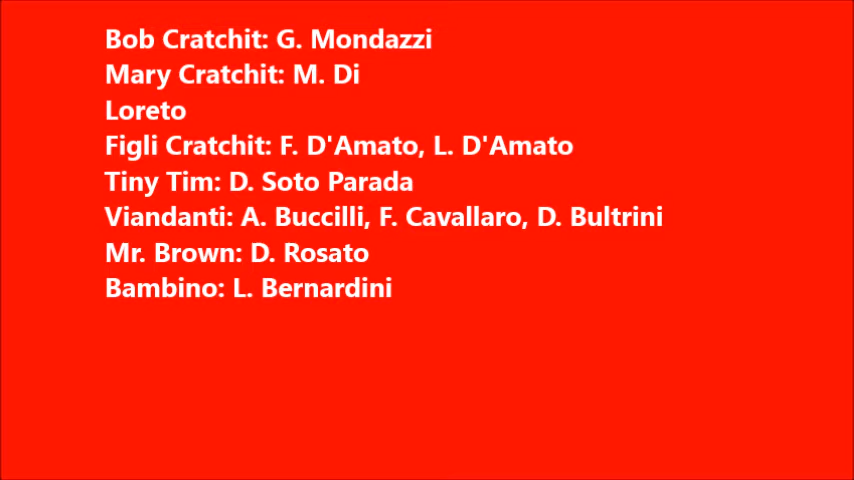 Bob Cratchit: G. Mondazzi
Mary Cratchit: M. Di
Loreto
Figli Cratchit: F. D'Amato, L. D'Amato
Tiny Tim: D. Soto Parada
Viandanti: A. Buccilli, F. Cavallaro, D. Bultrini
Mr. Brown: D. Rosato
Bambino: L. Bernardini